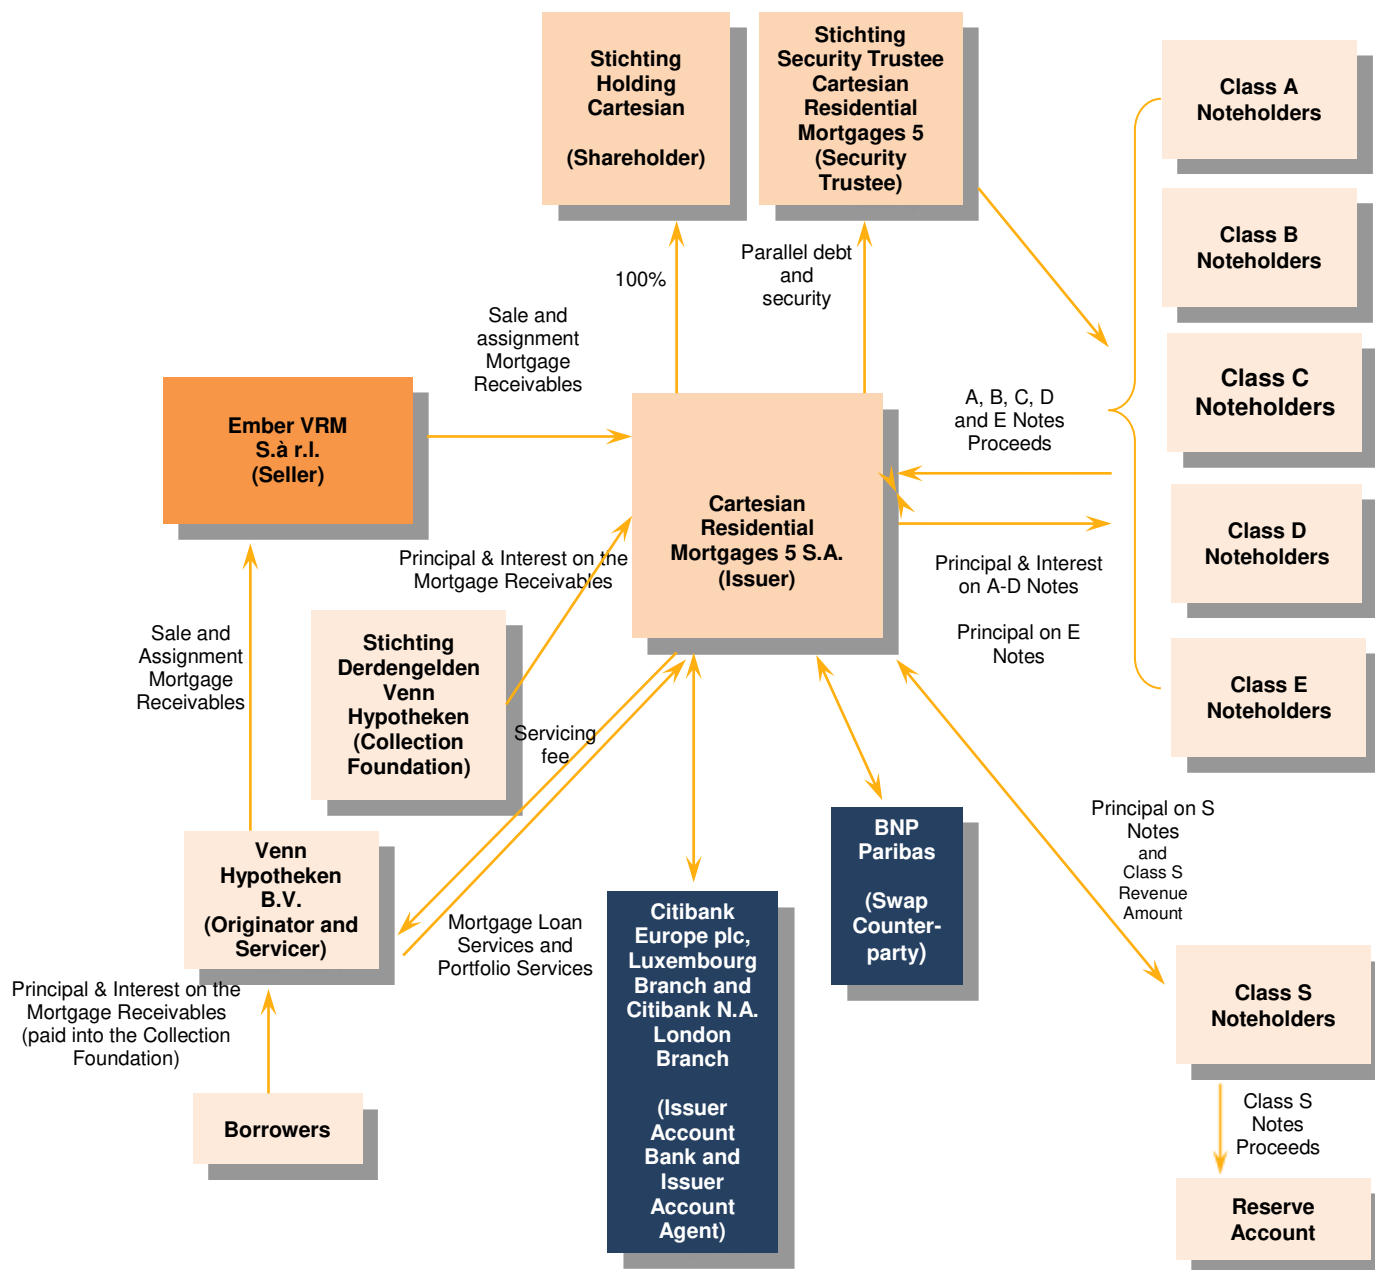 Stichting
Holding
Cartesian
(Shareholder)
Stichting
Security Trustee
Cartesian
Residential
Mortgages 5
(Security
Trustee)
Class A
Noteholders
Class B
Noteholders
Class C
Noteholders
Class D
Noteholders
Class E
Noteholders
100%
Parallel debt
and
security
Sale and
assignment
Mortgage
Receivables
Ember VRM
S.à r.l.
(Seller)
A, B, C, D
and E Notes
Proceeds
Cartesian
Residential
Mortgages 5 S.A.
(Issuer)
Principal & Interest
on A-D Notes
Principal on E
Notes
Principal & Interest on the
Mortgage Receivables
Sale and
Assignment
Mortgage
Receivables
Stichting
Derdengelden
Venn
Hypotheken
(Collection
Foundation)
Servicing
fee
Venn
Hypotheken
B.V.
(Originator and
Servicer)
Mortgage Loan
Services and
Portfolio Services
Principal & Interest on the
Mortgage Receivables
(paid into the Collection
Foundation)
Borrowers
Citibank
Europe plc,
Luxembourg
Branch and
Citibank N.A.
London
Branch
(Issuer
Account
Bank and
Issuer
Account
Agent)
BNP
Paribas
(Swap
Counter-
party)
Principal on S
Notes
and
Class S
Revenue
Amount
Class S
Noteholders
Class S
Notes
Proceeds
Reserve
Account